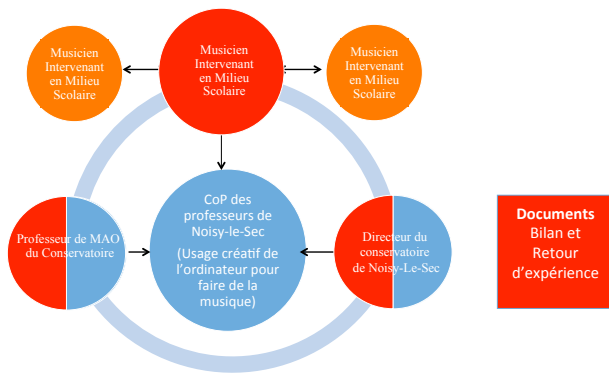 Musicien
Intervenant
en Milieu
Scolaire
Musicien
Intervenant
en Milieu
Scolaire
Musicien
Intervenant
en Milieu
Scolaire
CoP des
professeurs de
Noisy-le-Sec
(Usage créatif de
l'ordinateur pour
faire de la
musique)
Professeur de MAO
du Conservatoire
Directeur du
conservatoire
de Noisy-Le-Sec
Documents
Bilan et
Retour
d'expérience